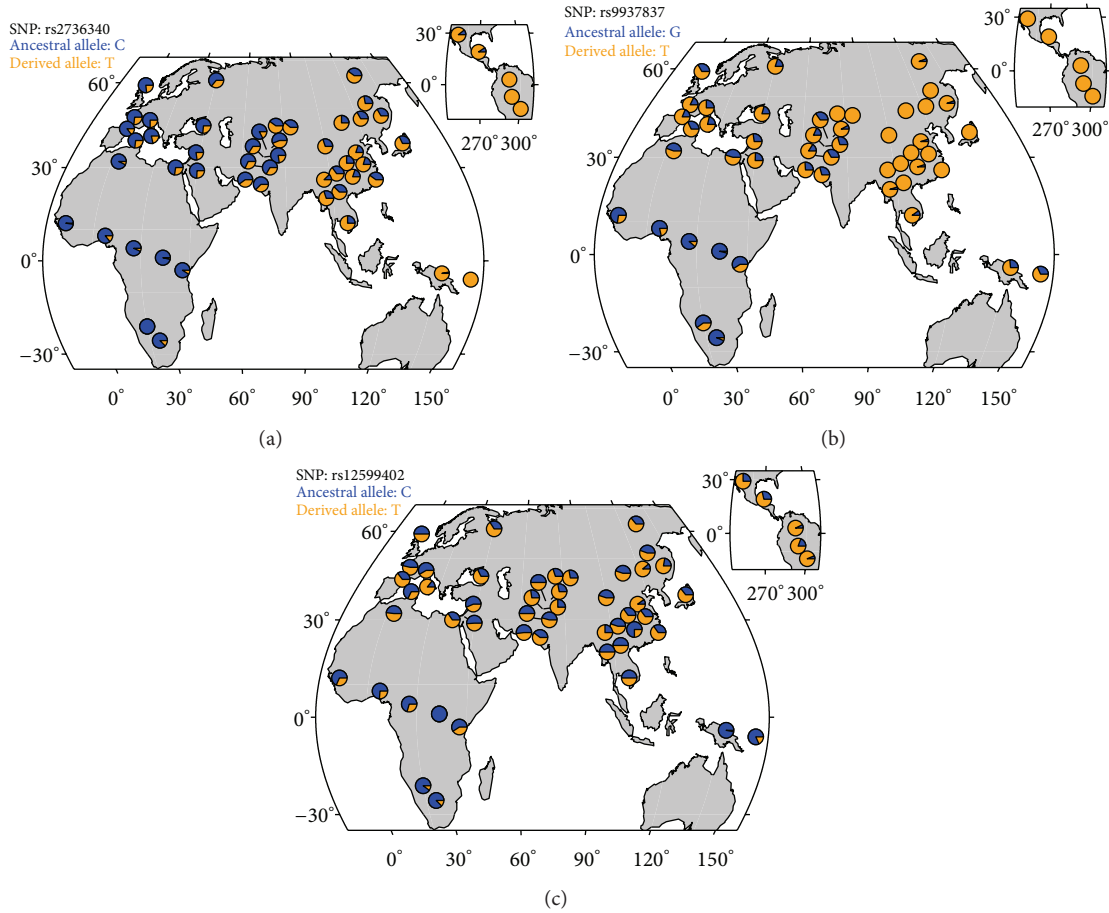 SNP: rs2736340
Ancestral allele: C
Derived allele: T
30°
0°
270° 300°
60°
30°
0°
−30°
0° 30° 60° 90° 120° 150°
(a)
SNP: rs9937837
Ancestral allele: G
Derived allele: T
30°
0°
270° 300°
60°
30°
0°
−30°
0° 30° 60° 90° 120° 150°
(b)
SNP: rs12599402
Ancestral allele: C
Derived allele: T
30°
0°
270° 300°
60°
30°
0°
−30°
0° 30° 60° 90° 120° 150°
(c)